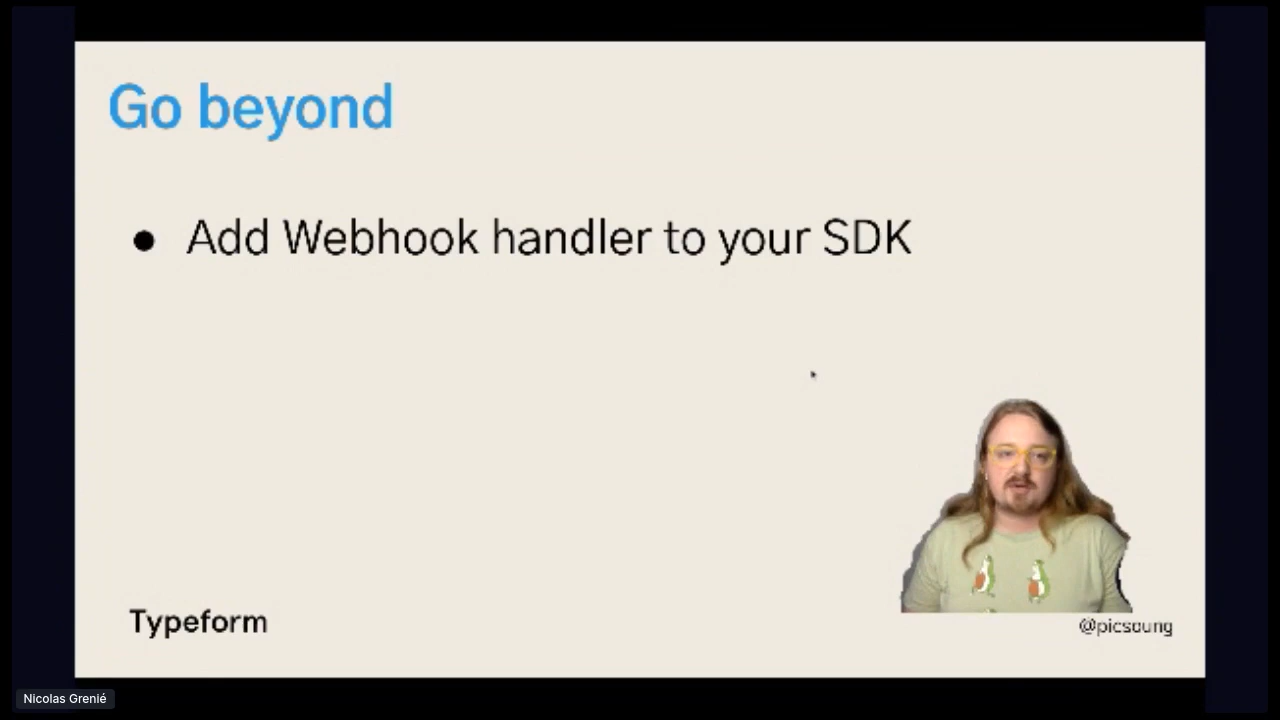 Go beyond
● Add Webhook handler to your SDK
Typeform
@picsoung
Nicolas Grenié